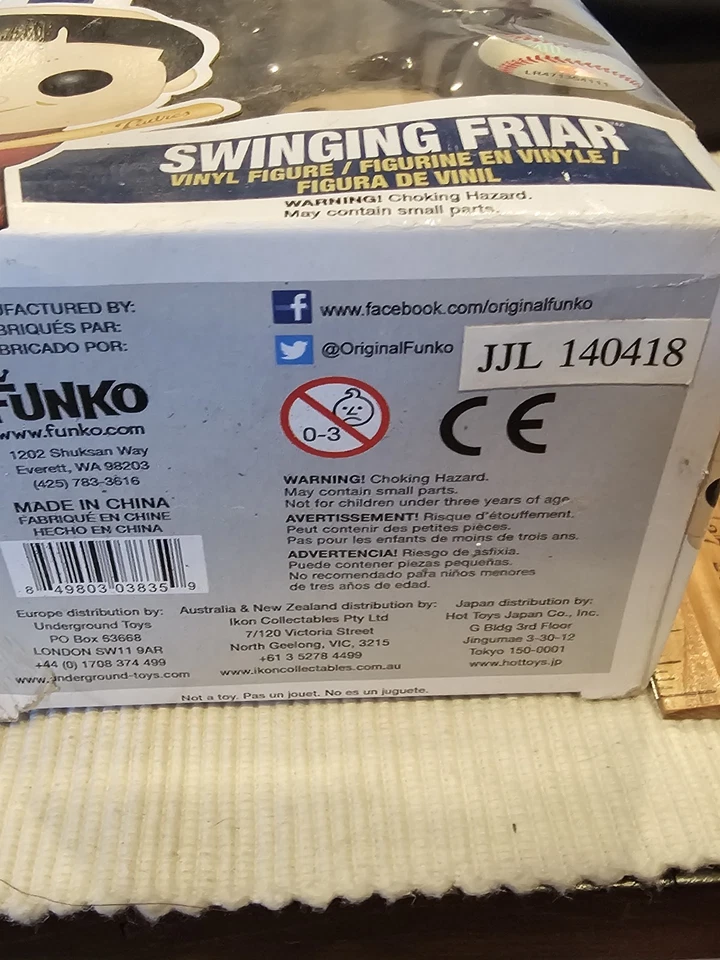 Padres
SWINGING FRIAR™
VINYL FIGURE / FIGURINE EN VINYLE /
FIGURA DE VINIL
WARNING! Choking Hazard.
May contain small parts.
UFACTURED BY:
BRIQUÉS PAR:
BRICADO POR:
FUNKO
www.funko.com
1202 Shuksan Way
Everett, WA 98203
(425) 783-3616
MADE IN CHINA
FABRIQUÉ EN CHINE
HECHO EN CHINA
8 49803 03835 9
f www.facebook.com/originalfunko
@OriginalFunko
JJL 140418
0-3
CE
WARNING! Choking Hazard.
May contain small parts.
Not for children under three years of age.
AVERTISSEMENT! Risque d'étouffement.
Peut contenir des petites pièces.
Pas pour les enfants de moins de trois ans.
ADVERTENCIA! Riesgo de asfixia.
Puede contener piezas pequeñas.
No recomendado para niños menores
de tres años de edad.
Europe distribution by:
Underground Toys
PO Box 63668
LONDON SW11 9AR
+44 (0) 1708 374 499
www.underground-toys.com
Australia & New Zealand distribution by:
Ikon Collectables Pty Ltd
7/120 Victoria Street
North Geelong, VIC, 3215
+61 3 5278 4499
www.ikoncollectables.com.au
Japan distribution by:
Hot Toys Japan Co., Inc.
G Bldg 3rd Floor
Jingumae 3-30-12
Tokyo 150-0001
www.hottoys.jp
Not a toy. Pas un jouet. No es un juguete.